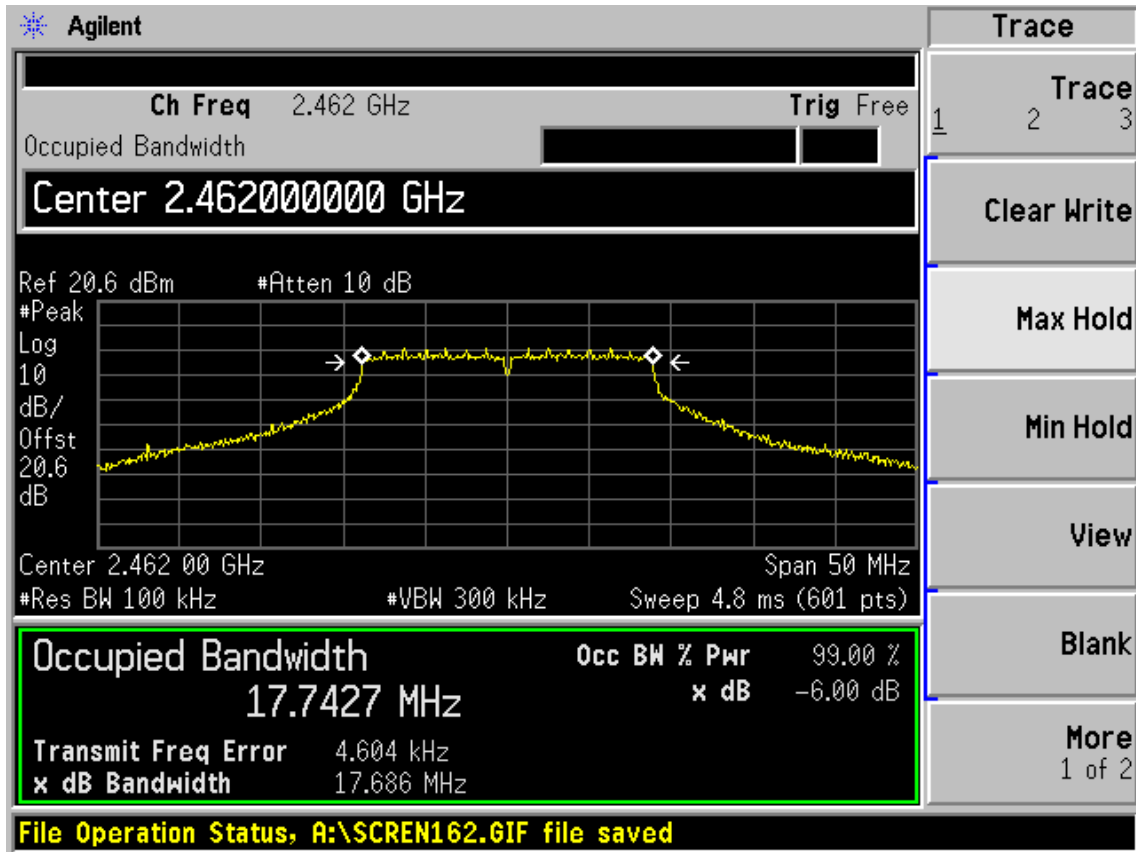 Agilent
Ch Freq 2.462 GHz Trig Free
Occupied Bandwidth
Center 2.462000000 GHz
Ref 20.6 dBm #Atten 10 dB
#Peak
Log
10
dB/
Offst
20.6
dB
Center 2.462 00 GHz Span 50 MHz
#Res BW 100 kHz #VBW 300 kHz Sweep 4.8 ms (601 pts)
Occupied Bandwidth Occ BW % Pwr 99.00 %
17.7427 MHz x dB -6.00 dB
Transmit Freq Error 4.604 kHz
x dB Bandwidth 17.686 MHz
File Operation Status, A:\SCREN162.GIF file saved
Trace
Trace
1 2 3
Clear Write
Max Hold
Min Hold
View
Blank
More
1 of 2